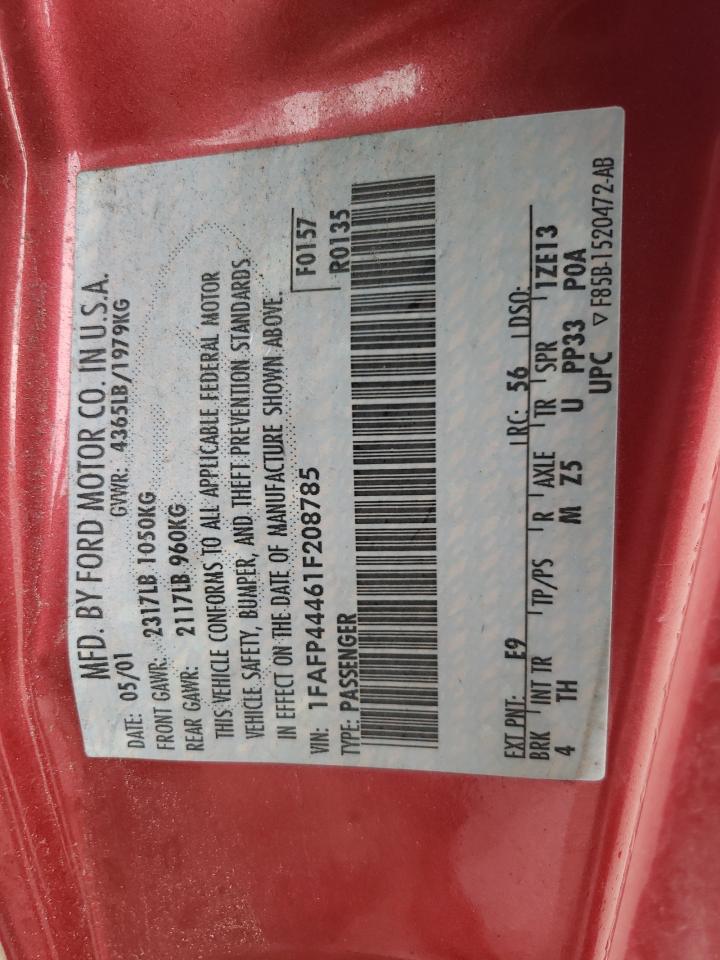 MFD. BY FORD MOTOR CO. IN U.S.A.
DATE: 05/01 GVWR: 4365LB/1979KG
FRONT GAWR: 2317LB 1050KG
REAR GAWR: 2117LB 960KG
THIS VEHICLE CONFORMS TO ALL APPLICABLE FEDERAL MOTOR
VEHICLE SAFETY, BUMPER, AND THEFT PREVENTION STANDARDS
IN EFFECT ON THE DATE OF MANUFACTURE SHOWN ABOVE.
VIN: 1FAFP44461F208785 F0157
TYPE: PASSENGER R0135
EXT PNT: E9 RC: 56 DSO:
BRK INT TR TP/PS R AXLE TR SPR 1ZE13
4 TH M Z5 U PP33 POA
UPC ▽ F85B-1520472-AB